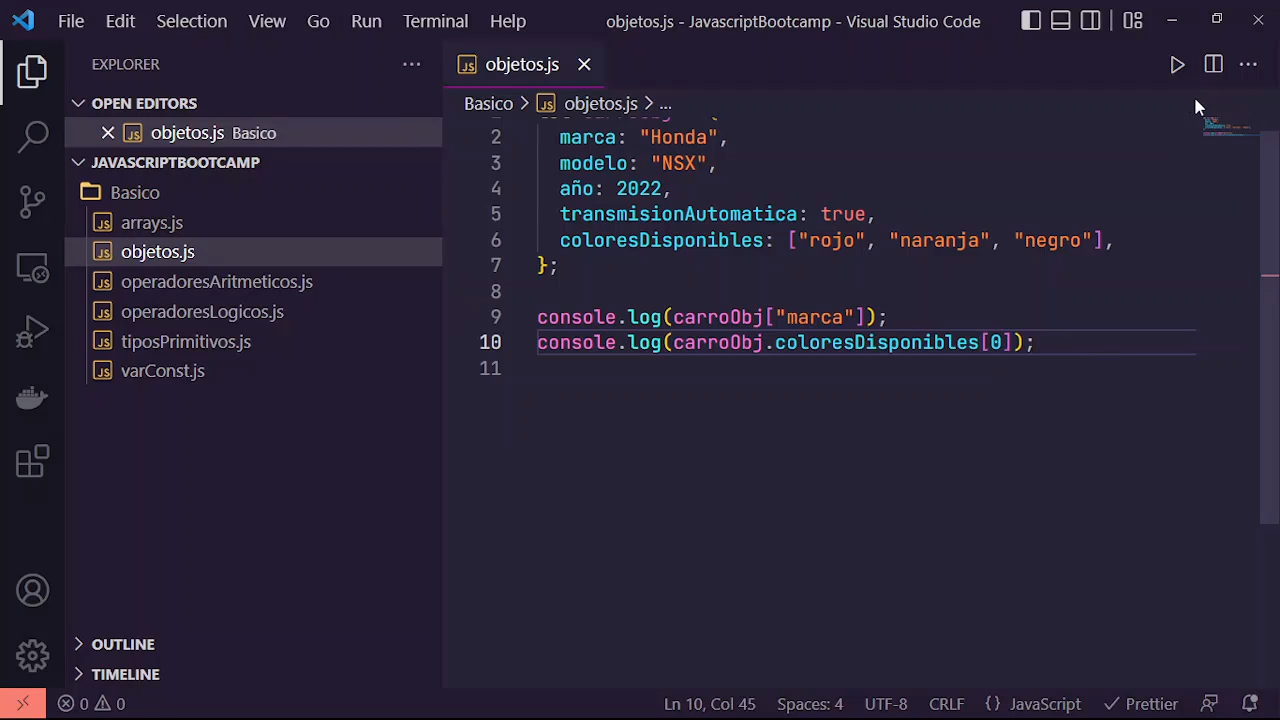 File Edit Selection View Go Run Terminal Help
objetos.js - JavascriptBootcamp - Visual Studio Code
EXPLORER
OPEN EDITORS
objetos.js Basico
JAVASCRIPTBOOTCAMP
Basico
arrays.js
objetos.js
operadoresAritmeticos.js
operadoresLogicos.js
tiposPrimitivos.js
varConst.js
OUTLINE
TIMELINE
objetos.js
Basico > objetos.js > ...
2 marca: "Honda",
3 modelo: "NSX",
4 año: 2022,
5 transmisionAutomatica: true,
6 coloresDisponibles: ["rojo", "naranja", "negro"],
7 };
8
9 console.log(carroObj["marca"]);
10 console.log(carroObj.coloresDisponibles[0]);
11
0 0
Ln 10, Col 45 Spaces: 4 UTF-8 CRLF {} JavaScript Prettier